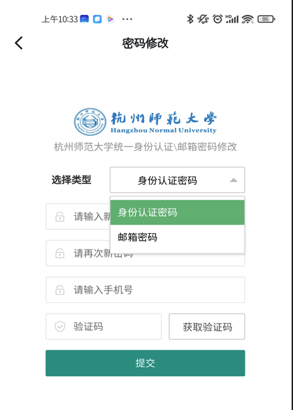 上午10:33
密码修改
杭州师范大学
Hangzhou Normal University
杭州师范大学统一身份认证\邮箱密码修改
选择类型
身份认证密码
身份认证密码
请输入新
邮箱密码
请再次新密码
请输入手机号
验证码
获取验证码
提交